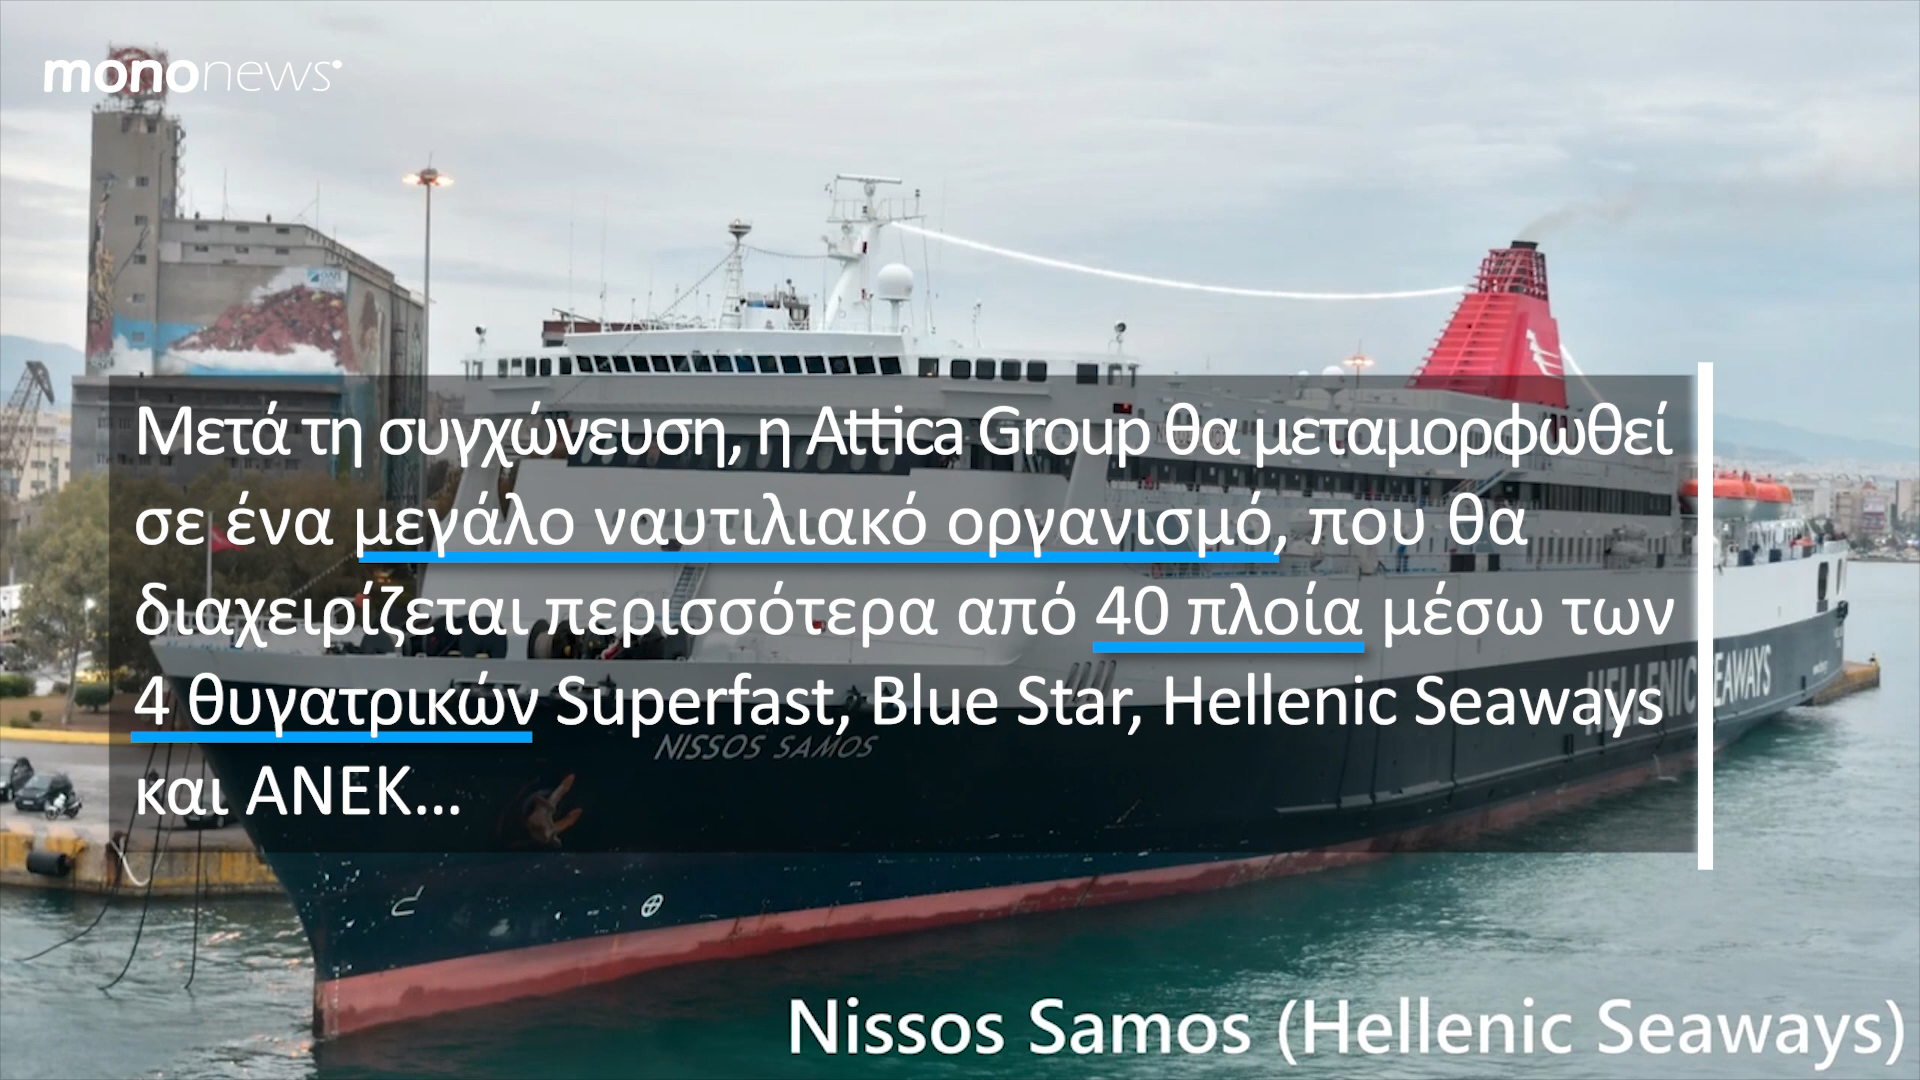 mononews
Μετά τη συγχώνευση, η Attica Group θα μεταμορφωθεί
σε ένα μεγάλο ναυτιλιακό οργανισμό, που θα
διαχειρίζεται περισσότερα από 40 πλοία μέσω των
4 θυγατρικών Superfast, Blue Star, Hellenic Seaways
και ΑΝΕΚ...
HELLENIC SEAWAYS
NISSOS SAMOS
Nissos Samos (Hellenic Seaways)